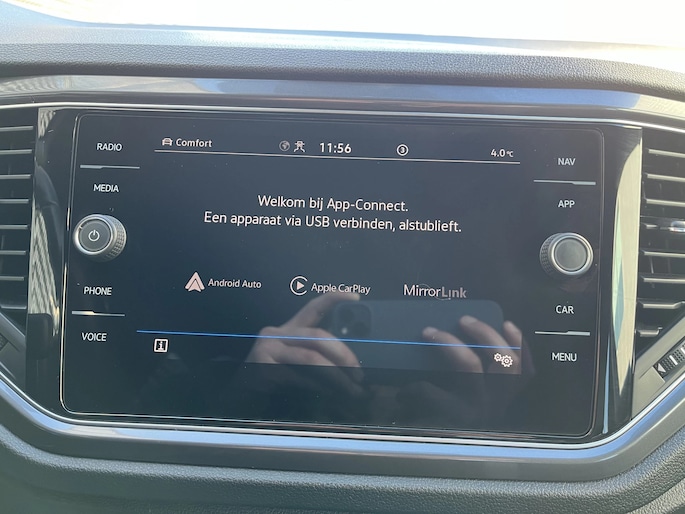 RADIO
MEDIA
PHONE
VOICE
Comfort 11:56 3 4.0°C
Welkom bij App-Connect.
Een apparaat via USB verbinden, alstublieft.
Android Auto Apple CarPlay MirrorLink
i
NAV
APP
CAR
MENU